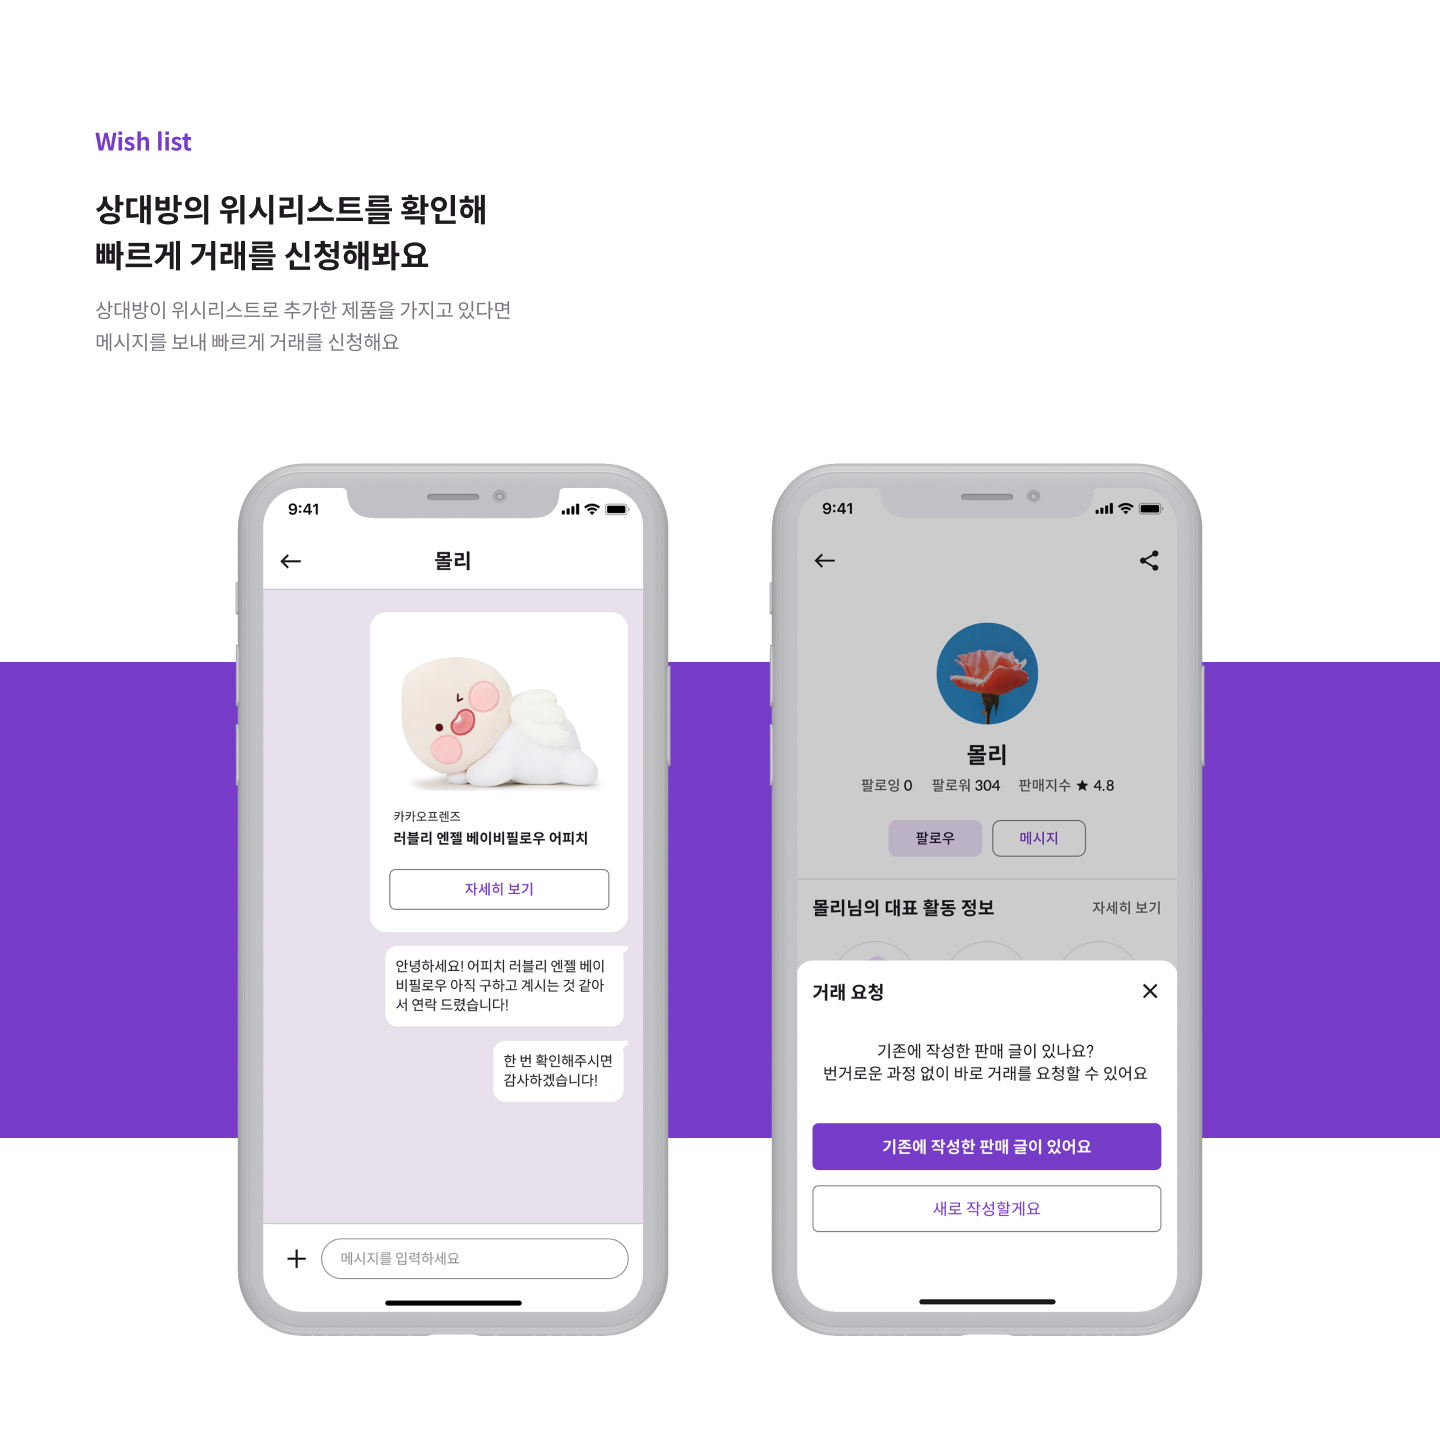 Wish list
상대방의 위시리스트를 확인해
빠르게 거래를 신청해봐요
상대방이 위시리스트로 추가한 제품을 가지고 있다면
메시지를 보내 빠르게 거래를 신청해요
9:41
몰리
카카오프렌즈
러블리 엔젤 베이비필로우 어피치
자세히 보기
안녕하세요! 어피치 러블리 엔젤 베이
비필로우 아직 구하고 계시는 것 같아
서 연락 드렸습니다!
한 번 확인해주시면
감사하겠습니다!
메시지를 입력하세요
9:41
몰리
팔로잉 0 팔로워 304 판매지수 ★ 4.8
팔로우 메시지
몰리님의 대표 활동 정보 자세히 보기
거래 요청
기존에 작성한 판매 글이 있나요?
번거로운 과정 없이 바로 거래를 요청할 수 있어요
기존에 작성한 판매 글이 있어요
새로 작성할게요